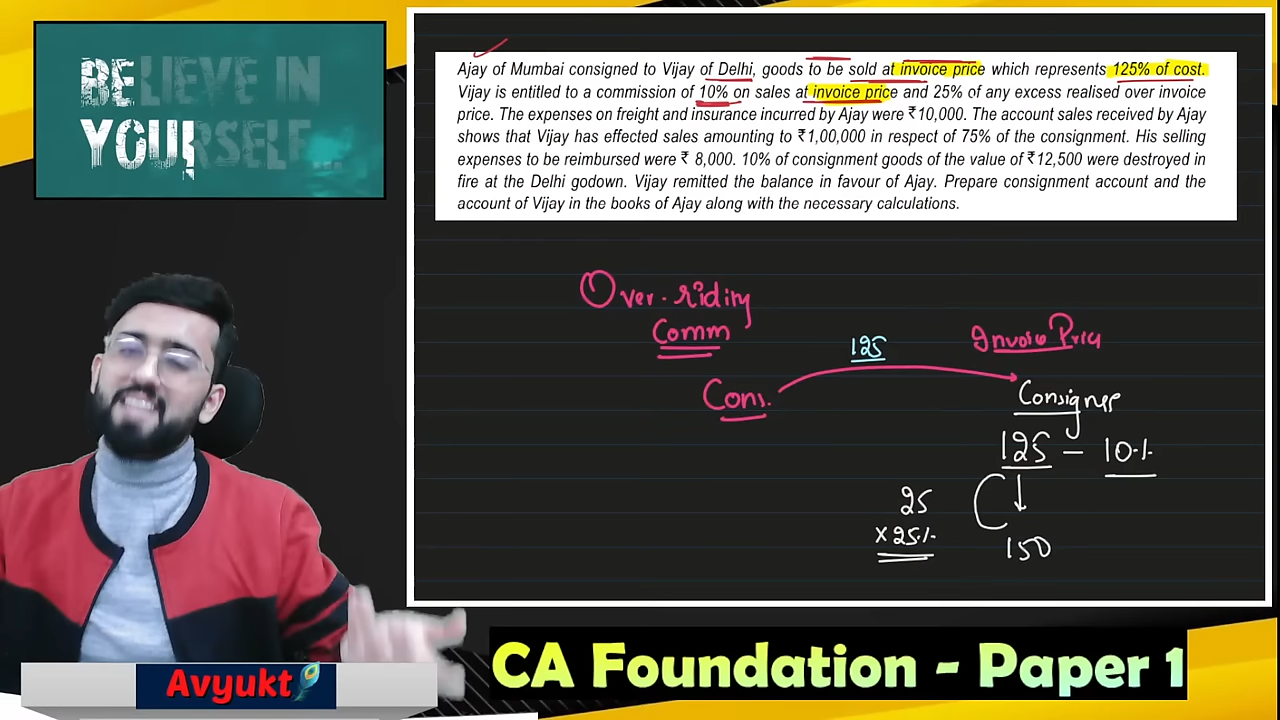 BELIEVE IN
YOURSELF
Ajay of Mumbai consigned to Vijay of Delhi, goods to be sold at invoice price which represents 125% of cost.
Vijay is entitled to a commission of 10% on sales at invoice price and 25% of any excess realised over invoice
price. The expenses on freight and insurance incurred by Ajay were ₹10,000. The account sales received by Ajay
shows that Vijay has effected sales amounting to ₹1,00,000 in respect of 75% of the consignment. His selling
expenses to be reimbursed were ₹ 8,000. 10% of consignment goods of the value of ₹12,500 were destroyed in
fire at the Delhi godown. Vijay remitted the balance in favour of Ajay. Prepare consignment account and the
account of Vijay in the books of Ajay along with the necessary calculations.
Over-riding
Comm
125
Invoice Price
Cons.
Consignee
125 - 10%
25
× 25%
150
Avyukt
CA Foundation - Paper 1